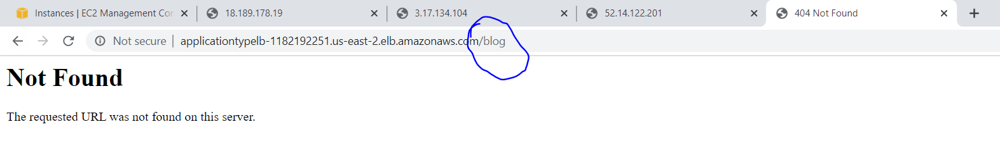 Instances | EC2 Management Con
18.189.178.19
3.17.134.104
52.14.122.201
404 Not Found
Not secure | applicationtypelb-1182192251.us-east-2.elb.amazonaws.com/blog
Not Found
The requested URL was not found on this server.